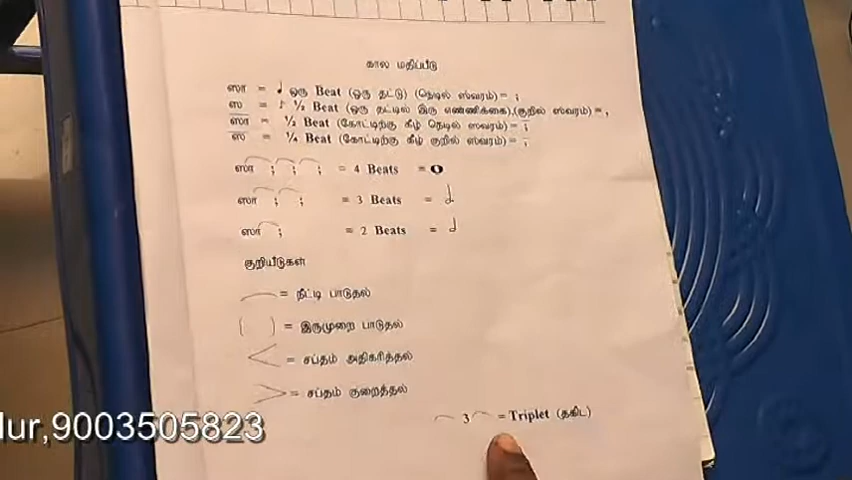 கால மதிப்பீடு
ஸா = ♩ ஒரு Beat (ஒரு தட்டு) (நெடில் ஸ்வரம்) = ;
ஸ = ♪ ½ Beat (ஒரு தட்டில் இரு எண்ணிக்கை),(குறில் ஸ்வரம்) = ,
ஸா = ½ Beat (கோட்டிற்கு கீழ் நெடில் ஸ்வரம்) = ;
ஸ = ¼ Beat (கோட்டிற்கு கீழ் குறில் ஸ்வரம்) = ,
ஸா ; ; ; = 4 Beats =
ஸா ; ; = 3 Beats =
ஸா ; = 2 Beats =
குறியீடுகள்
⁀ = நீட்டி பாடுதல்
( ) = இருமுறை பாடுதல்
< = சப்தம் அதிகரித்தல்
> = சப்தம் குறைத்தல்
⁀ 3 ⁀ = Triplet (தகிட)
lur,9003505823